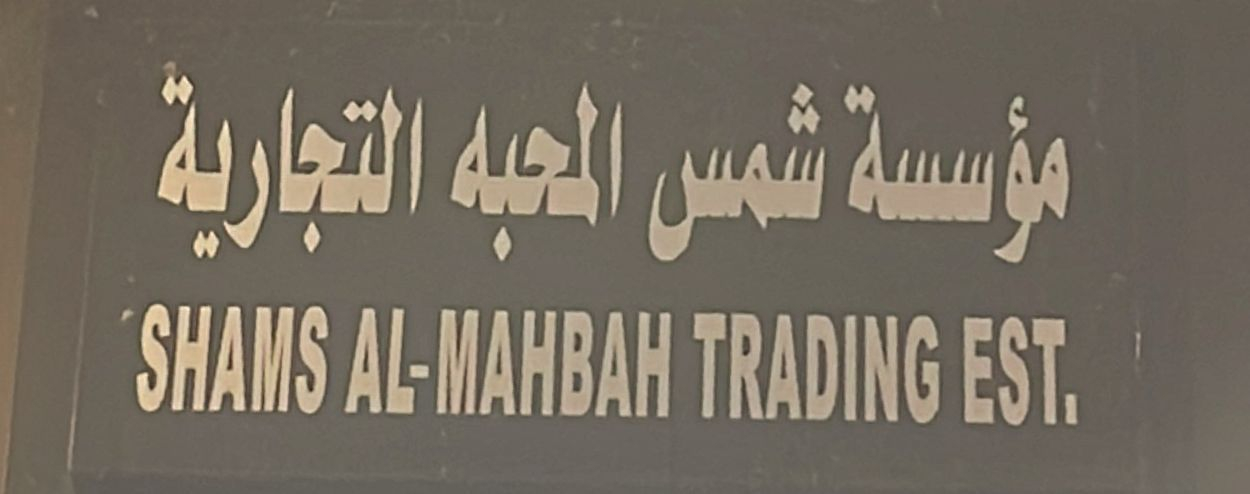 مؤسسة شمس المحبه التجارية
SHAMS AL-MAHBAH TRADING EST.